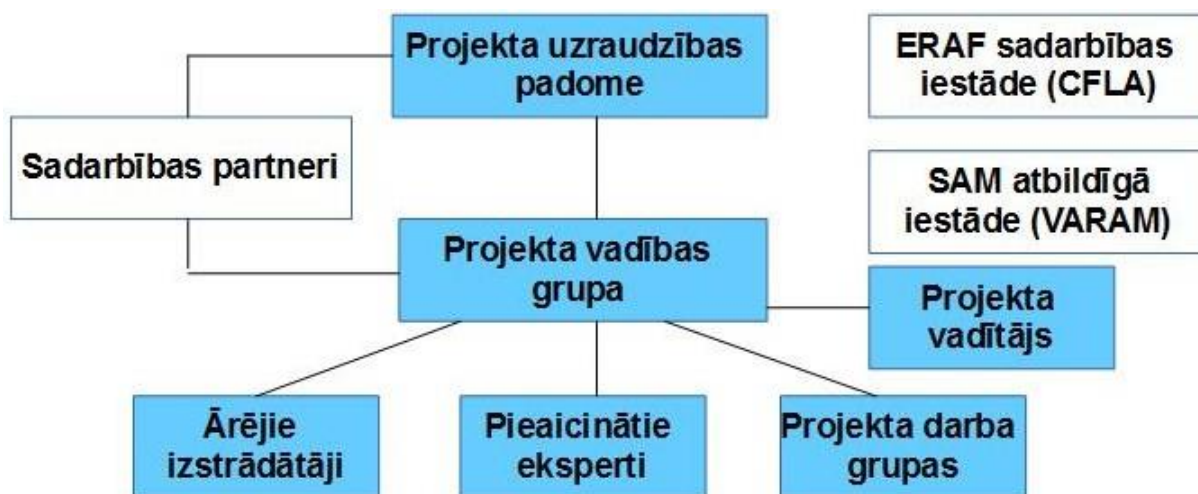 Projekta uzraudzības
padome
ERAF sadarbības
iestāde (CFLA)
Sadarbības partneri
SAM atbildīgā
iestāde (VARAM)
Projekta vadības
grupa
Projekta
vadītājs
Ārējie
izstrādātāji
Pieaicinātie
eksperti
Projekta darba
grupas